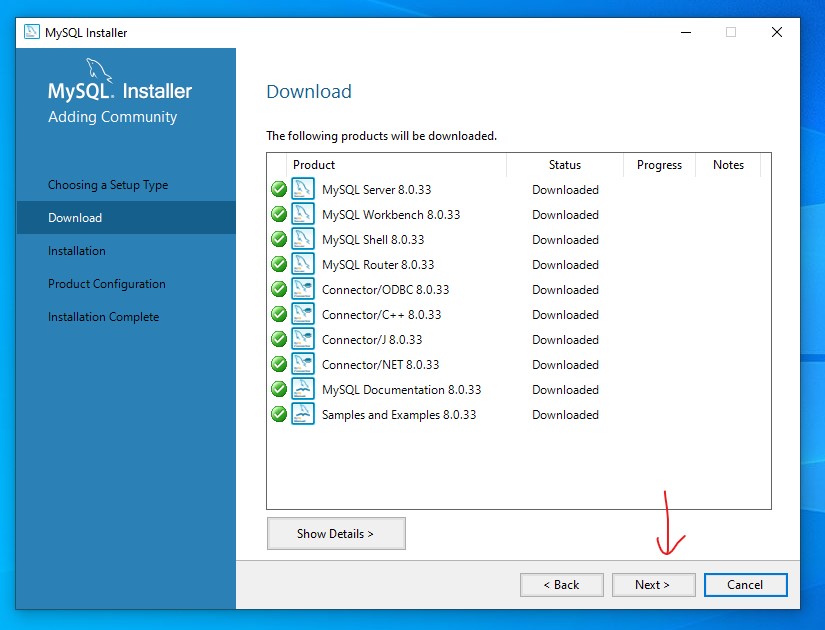 MySQL Installer
MySQL. Installer
Adding Community
Choosing a Setup Type
Download
Installation
Product Configuration
Installation Complete
Download
The following products will be downloaded.
Product Status Progress Notes
MySQL Server 8.0.33 Downloaded
MySQL Workbench 8.0.33 Downloaded
MySQL Shell 8.0.33 Downloaded
MySQL Router 8.0.33 Downloaded
Connector/ODBC 8.0.33 Downloaded
Connector/C++ 8.0.33 Downloaded
Connector/J 8.0.33 Downloaded
Connector/NET 8.0.33 Downloaded
MySQL Documentation 8.0.33 Downloaded
Samples and Examples 8.0.33 Downloaded
Show Details >
< Back Next > Cancel